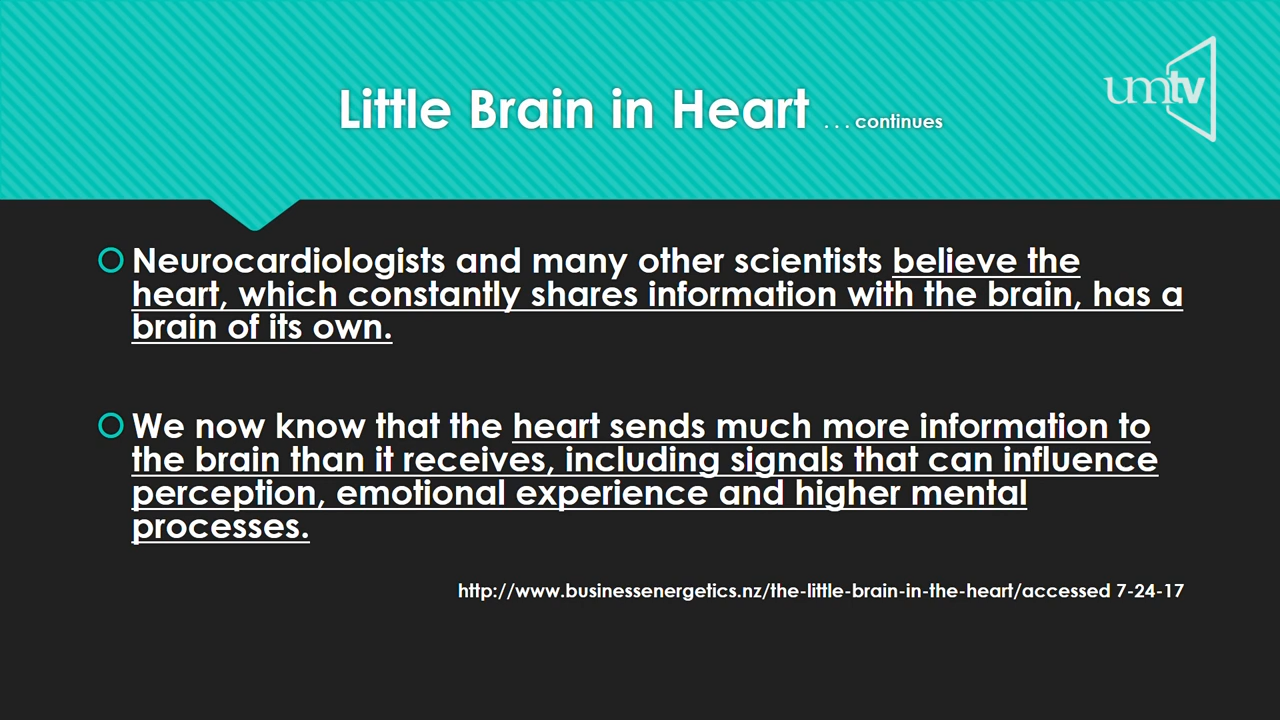 umtv
Little Brain in Heart . . . continues
Neurocardiologists and many other scientists believe the
heart, which constantly shares information with the brain, has a
brain of its own.
We now know that the heart sends much more information to
the brain than it receives, including signals that can influence
perception, emotional experience and higher mental
processes.
http://www.businessenergetics.nz/the-little-brain-in-the-heart/accessed 7-24-17